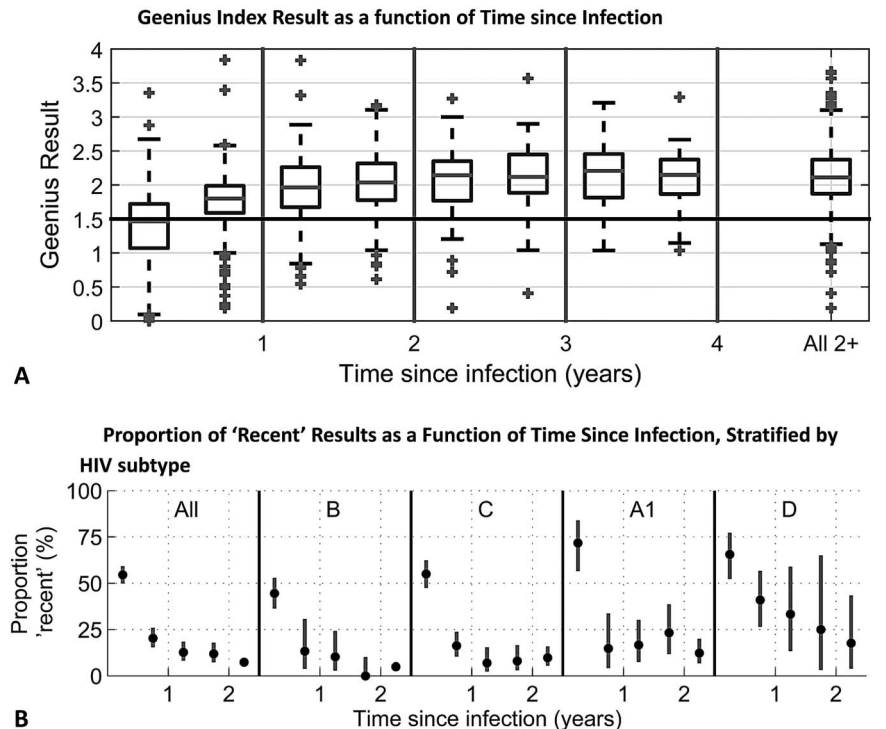 Geenius Index Result as a function of Time since Infection
4
3.5
3
2.5
2
1.5
1
0.5
0
Geenius Result
1 2 3 4 All 2+
Time since infection (years)
A
Proportion of ‘Recent’ Results as a Function of Time Since Infection, Stratified by
HIV subtype
All B C A1 D
100
75
50
25
0
Proportion
'recent' (%)
1 2 1 2 1 2 1 2 1 2
Time since infection (years)
B